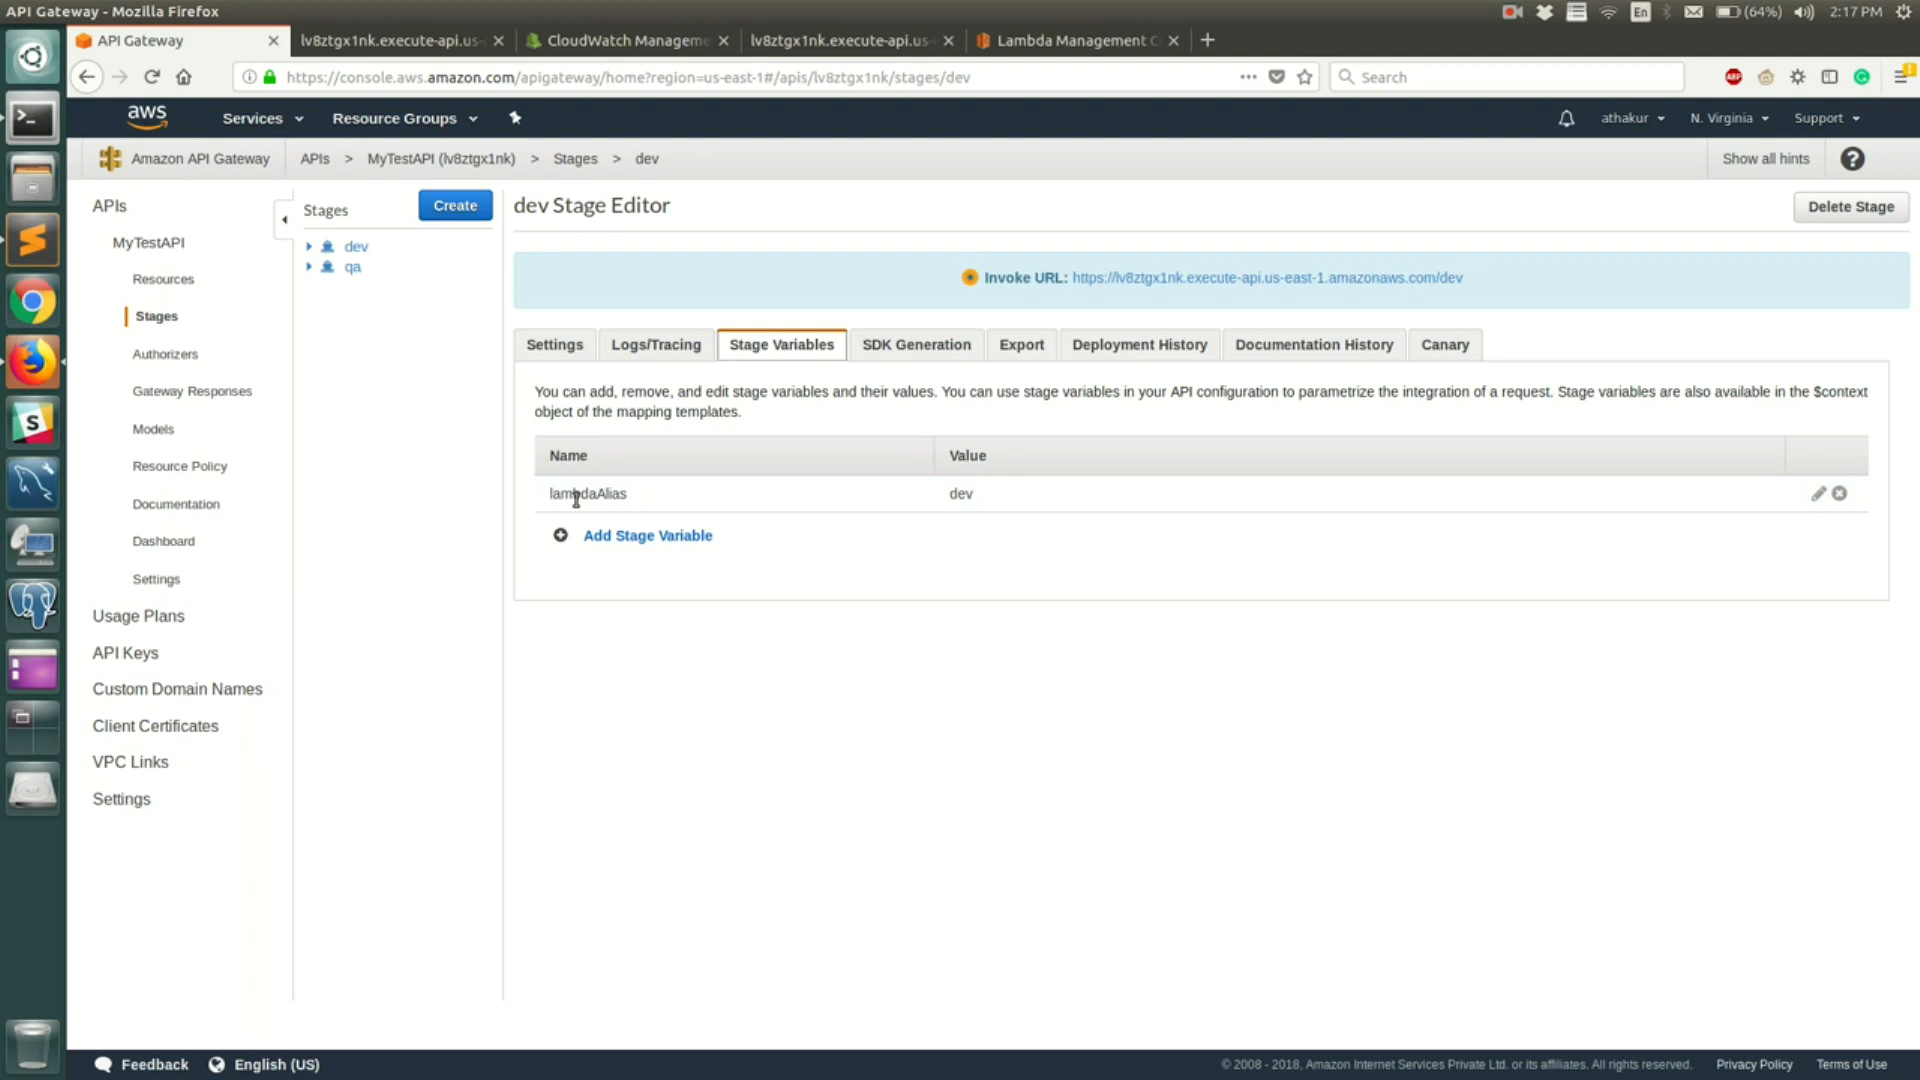 API Gateway - Mozilla Firefox
En
(64%)
2:17 PM
API Gateway
lv8ztgx1nk.execute-api.us-
CloudWatch Manageme
lv8ztgx1nk.execute-api.us-
Lambda Management C
https://console.aws.amazon.com/apigateway/home?region=us-east-1#/apis/lv8ztgx1nk/stages/dev
Search
ABP
aws
Services
Resource Groups
athakur
N. Virginia
Support
Amazon API Gateway
APIs > MyTestAPI (lv8ztgx1nk) > Stages > dev
Show all hints
APIs
MyTestAPI
Resources
Stages
Authorizers
Gateway Responses
Models
Resource Policy
Documentation
Dashboard
Settings
Usage Plans
API Keys
Custom Domain Names
Client Certificates
VPC Links
Settings
Stages
Create
dev
qa
dev Stage Editor
Delete Stage
Invoke URL: https://lv8ztgx1nk.execute-api.us-east-1.amazonaws.com/dev
Settings
Logs/Tracing
Stage Variables
SDK Generation
Export
Deployment History
Documentation History
Canary
You can add, remove, and edit stage variables and their values. You can use stage variables in your API configuration to parametrize the integration of a request. Stage variables are also available in the $context
object of the mapping templates.
Name
Value
lambdaAlias
dev
Add Stage Variable
Feedback
English (US)
© 2008 - 2018, Amazon Internet Services Private Ltd. or its affiliates. All rights reserved.
Privacy Policy
Terms of Use